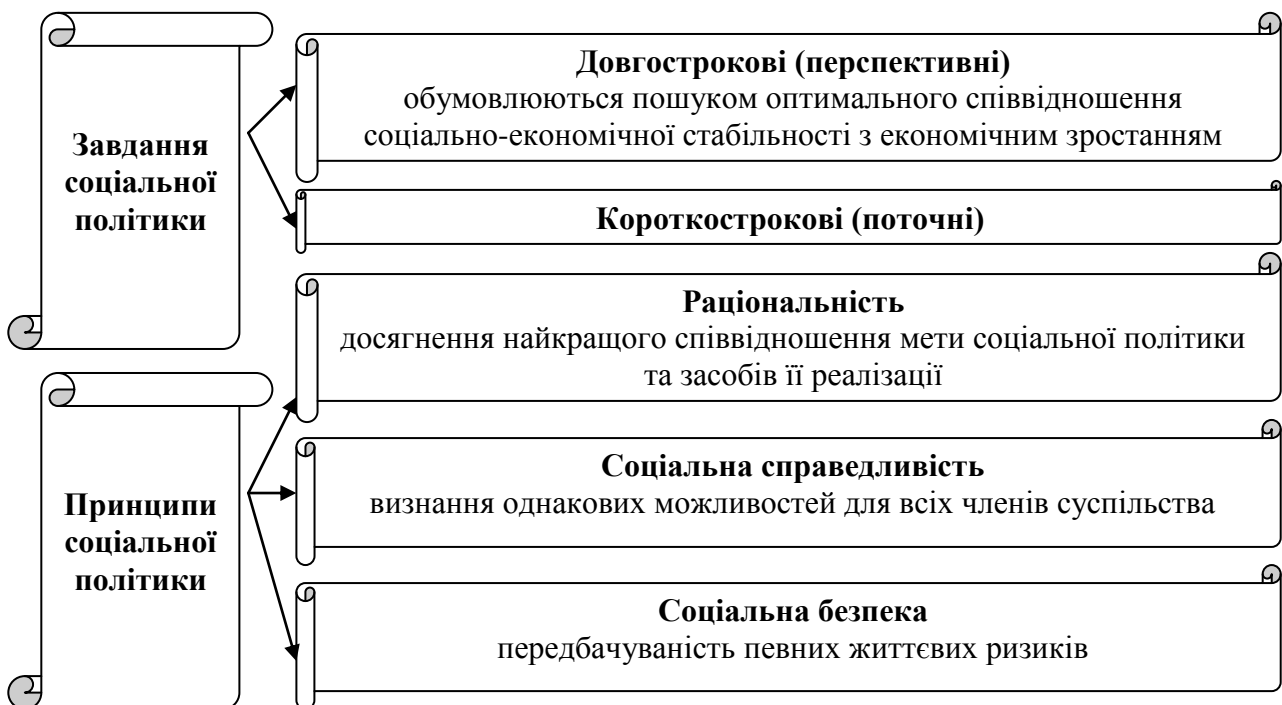 Завдання
соціальної
політики
Довгострокові (перспективні)
обумовлюються пошуком оптимального співвідношення
соціально-економічної стабільності з економічним зростанням
Короткострокові (поточні)
Принципи
соціальної
політики
Раціональність
досягнення найкращого співвідношення мети соціальної політики
та засобів її реалізації
Соціальна справедливість
визнання однакових можливостей для всіх членів суспільства
Соціальна безпека
передбачуваність певних життєвих ризиків